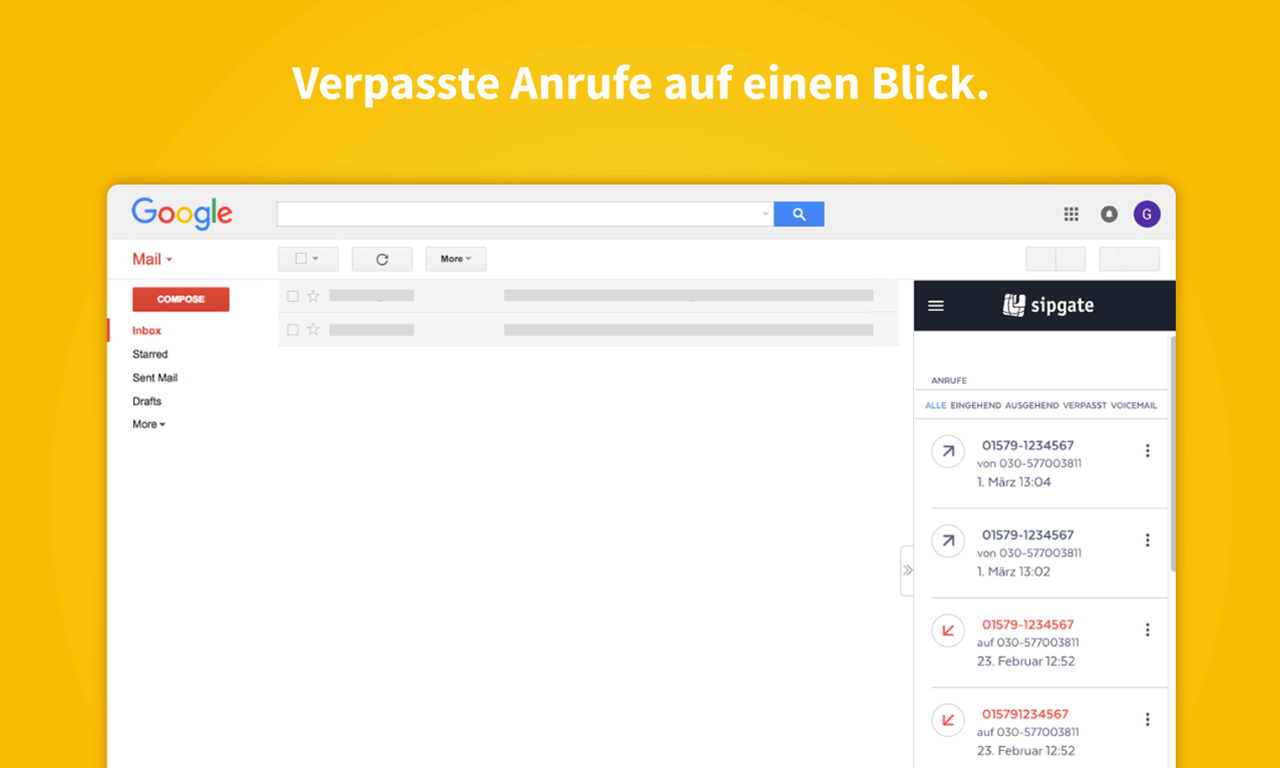 Verpasste Anrufe auf einen Blick.
Google
G
Mail
More
COMPOSE
Inbox
Starred
Sent Mail
Drafts
More
sipgate
ANRUFE
ALLE EINGEHEND AUSGEHEND VERPASST VOICEMAIL
01579-1234567
von 030-577003811
1. März 13:04
01579-1234567
von 030-577003811
1. März 13:02
01579-1234567
auf 030-577003811
23. Februar 12:52
015791234567
auf 030-577003811
23. Februar 12:52